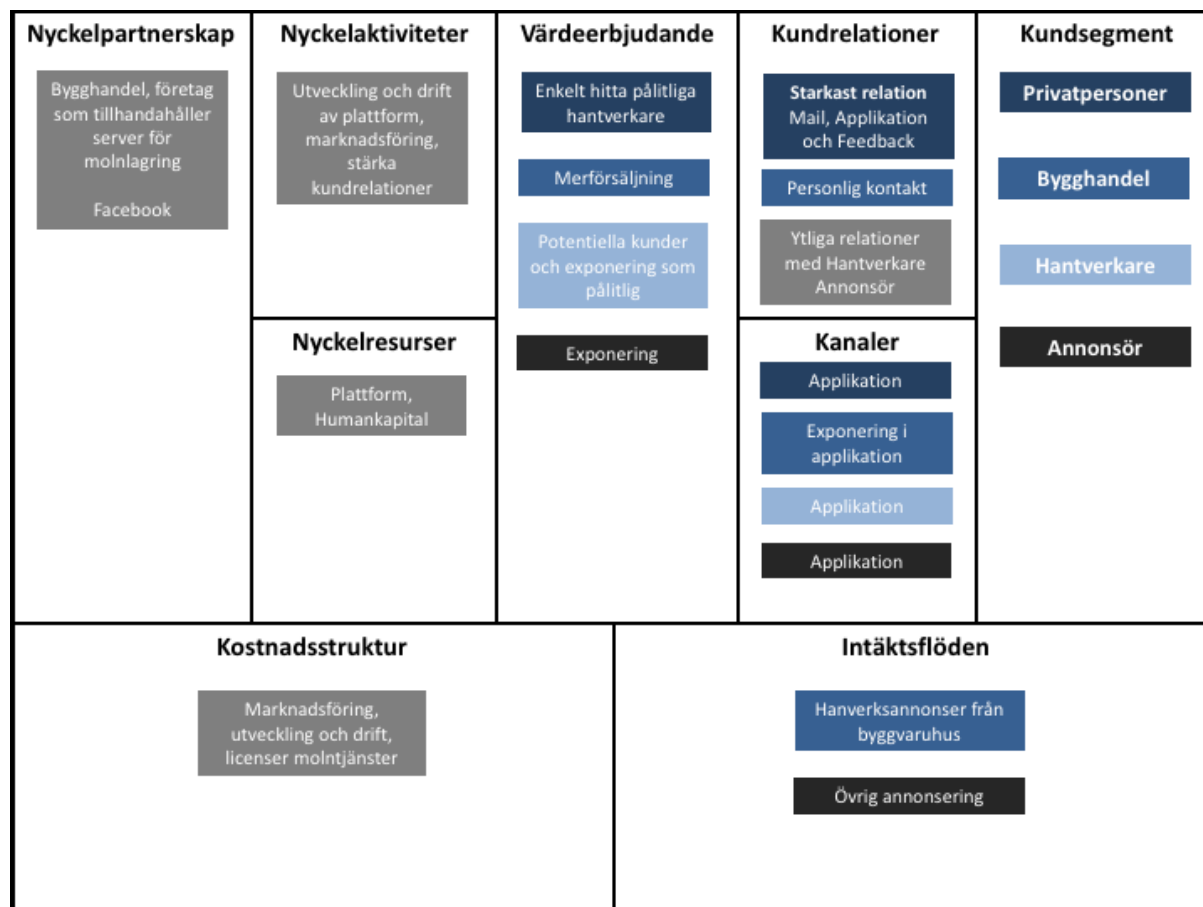 Nyckelpartnerskap
Bygghandel, företag
som tillhandahåller
server för
molnlagring
Facebook
Nyckelaktiviteter
Utveckling och drift
av plattform,
marknadsföring,
stärka
kundrelationer
Nyckelresurser
Plattform,
Humankapital
Värdeerbjudande
Enkelt hitta pålitliga
hantverkare
Merförsäljning
Potentiella kunder
och exponering som
pålitlig
Exponering
Kundrelationer
Starkast relation
Mail, Applikation
och Feedback
Personlig kontakt
Ytliga relationer
med Hantverkare
Annonsör
Kanaler
Applikation
Exponering i
applikation
Applikation
Applikation
Kundsegment
Privatpersoner
Bygghandel
Hantverkare
Annonsör
Kostnadsstruktur
Marknadsföring,
utveckling och drift,
licenser molntjänster
Intäktsflöden
Hanverksannonser från
byggvaruhus
Övrig annonsering